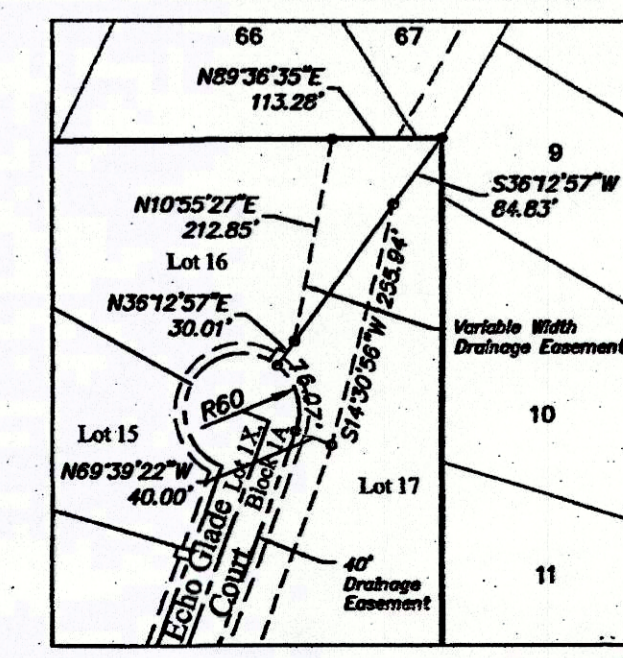 66
67
N89°36'35"E
113.28'
9
S36°12'57"W
84.83'
N10°55'27"E
212.85'
Lot 16
N36°12'57"E
30.01'
S14°30'56"W 255.94'
Variable Width
Drainage Easement
76.07'
R60
10
Lot 15
Lot 1X
Block 1A
N69°39'22"W
40.00'
Lot 17
Echo Glade
Court
40'
Drainage
Easement
11